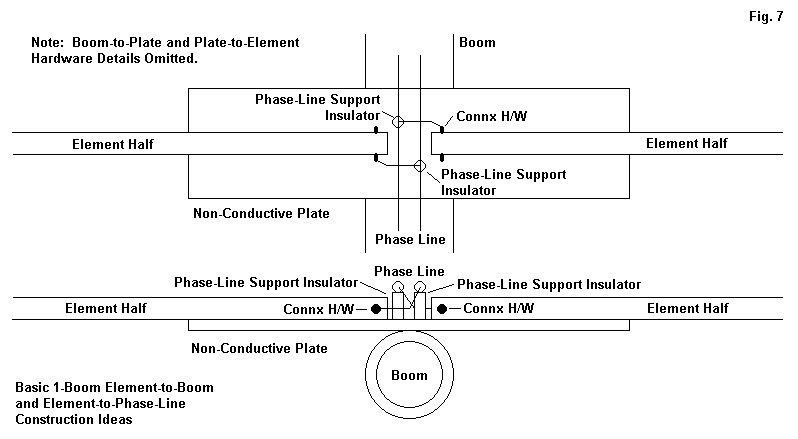 Fig. 7
Note: Boom-to-Plate and Plate-to-Element
Hardware Details Omitted.
Boom
Phase-Line Support
Insulator
Connx H/W
Element Half
Element Half
Phase-Line Support
Insulator
Non-Conductive Plate
Phase Line
Phase Line
Phase-Line Support Insulator
Phase-Line Support Insulator
Element Half
Connx H/W
Connx H/W
Element Half
Non-Conductive Plate
Boom
Basic 1-Boom Element-to-Boom
and Element-to-Phase-Line
Construction Ideas